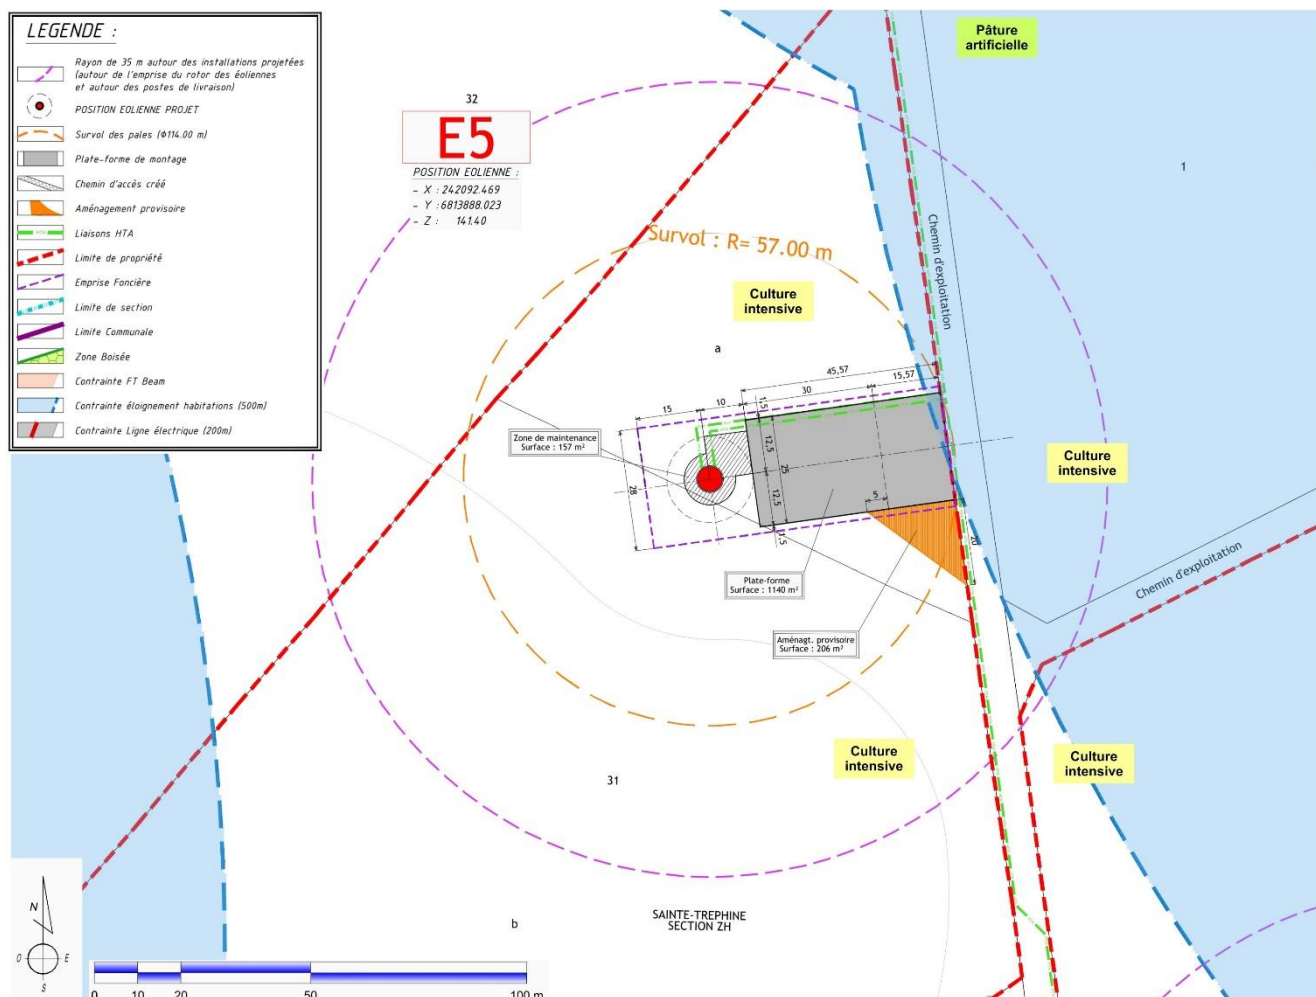 LEGENDE :
Rayon de 35 m autour des installations projetées
(autour de l'emprise du rotor des éoliennes
et autour des postes de livraison)
POSITION EOLIENNE PROJET
Survol des pales (Φ114.00 m)
Plate-forme de montage
Chemin d'accès créé
Aménagement provisoire
Liaisons HTA
Limite de propriété
Emprise Foncière
Limite de section
Limite Communale
Zone Boisée
Contrainte FT Beam
Contrainte éloignement habitations (500m)
Contrainte Ligne électrique (200m)
32
E5
POSITION EOLIENNE :
- X : 242092.469
- Y : 6813888.023
- Z : 141.40
Pâture
artificielle
1
Chemin d'exploitation
Survol : R= 57.00 m
Culture
intensive
a
45,57
15,57
30
10
15
1,5
12,5
25
12,5
1,5
28
5
20
Zone de maintenance
Surface : 157 m²
Culture
intensive
Chemin d'exploitation
Plate-forme
Surface : 1140 m²
Aménagt. provisoire
Surface : 206 m²
Culture
intensive
Culture
intensive
31
SAINTE-TREPHINE
SECTION ZH
b
N
O
E
S
0 10 20 50 100 m